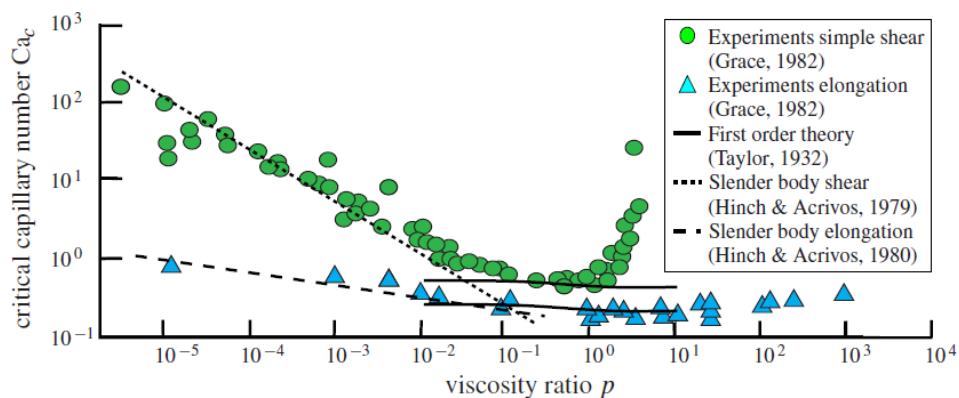 critical capillary number Ca_c
10^3
10^2
10^1
10^0
10^−1
10^−5
10^−4
10^−3
10^−2
10^−1
10^0
10^1
10^2
10^3
10^4
viscosity ratio p
Experiments simple shear
(Grace, 1982)
Experiments elongation
(Grace, 1982)
First order theory
(Taylor, 1932)
Slender body shear
(Hinch & Acrivos, 1979)
Slender body elongation
(Hinch & Acrivos, 1980)